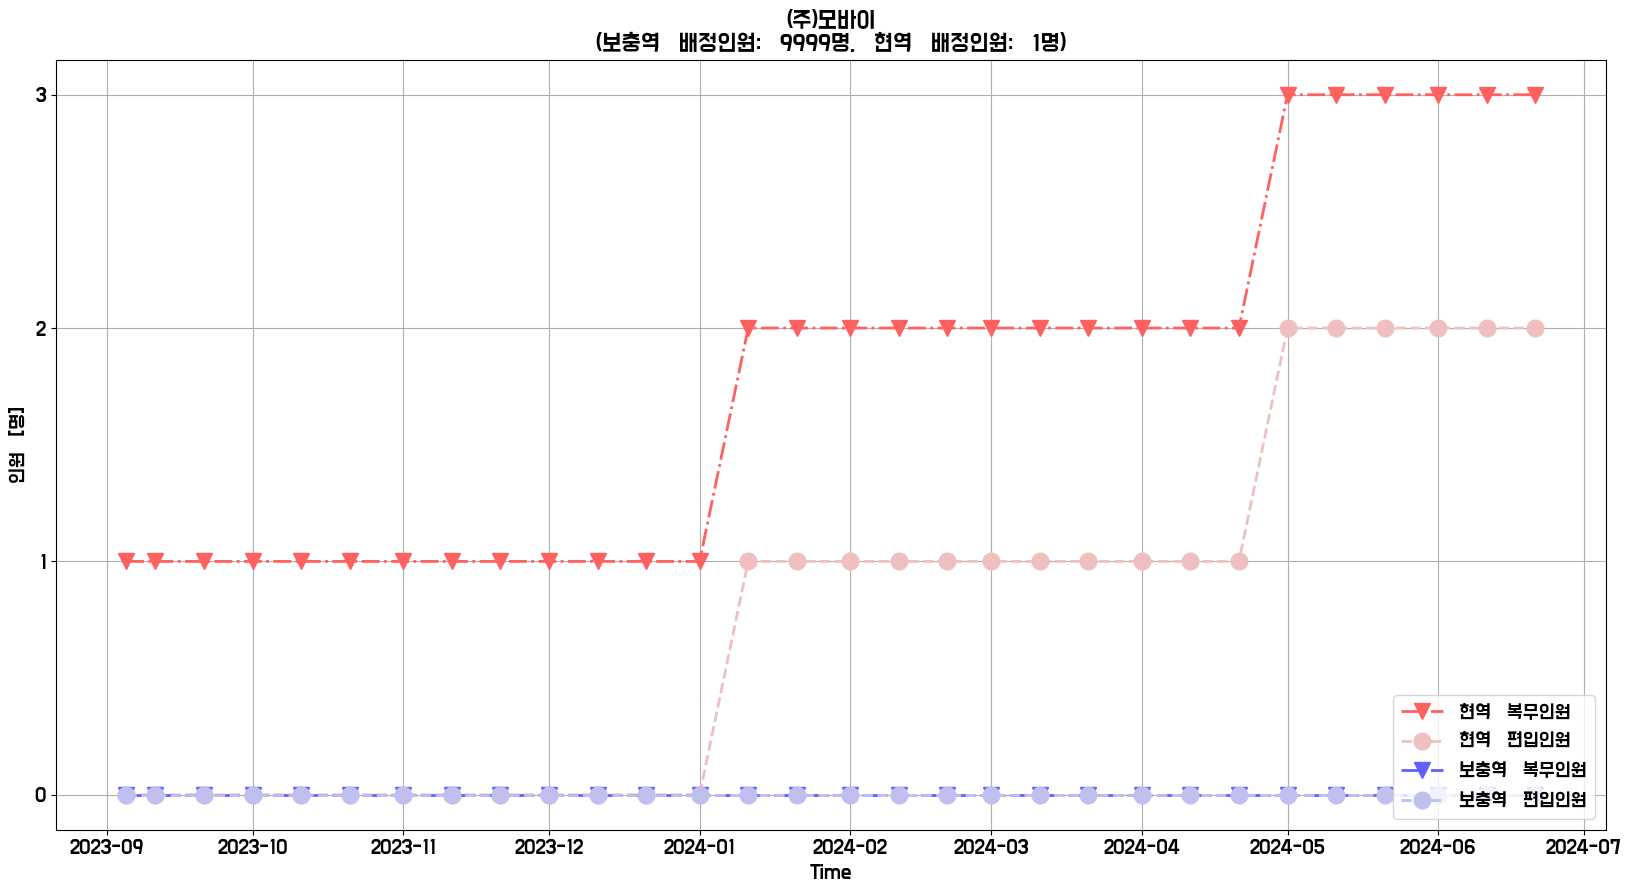 (주)모바이
(보충역 배정인원: 9999명, 현역 배정인원: 1명)
인원 [명]
3
2
1
0
2023-09 2023-10 2023-11 2023-12 2024-01 2024-02 2024-03 2024-04 2024-05 2024-06 2024-07
Time
현역 복무인원
현역 편입인원
보충역 복무인원
보충역 편입인원